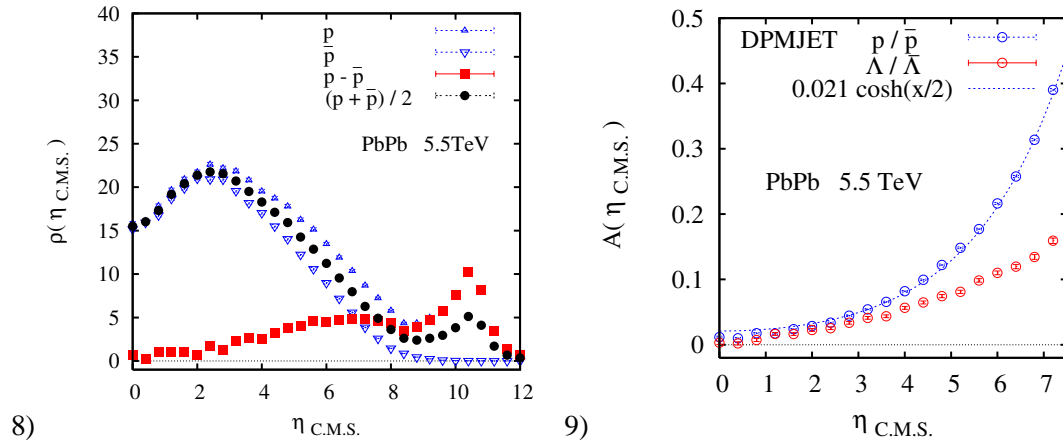 40
35
30
25
20
15
10
5
0
ρ( η C.M.S. )
p
p̄
p - p̄
(p + p̄) / 2
PbPb 5.5TeV
0 2 4 6 8 10 12
η C.M.S.
8)
0.5
0.4
0.3
0.2
0.1
0
A( η C.M.S. )
DPMJET p / p̄
Λ / Λ̄
0.021 cosh(x/2)
PbPb 5.5 TeV
0 1 2 3 4 5 6 7
η C.M.S.
9)